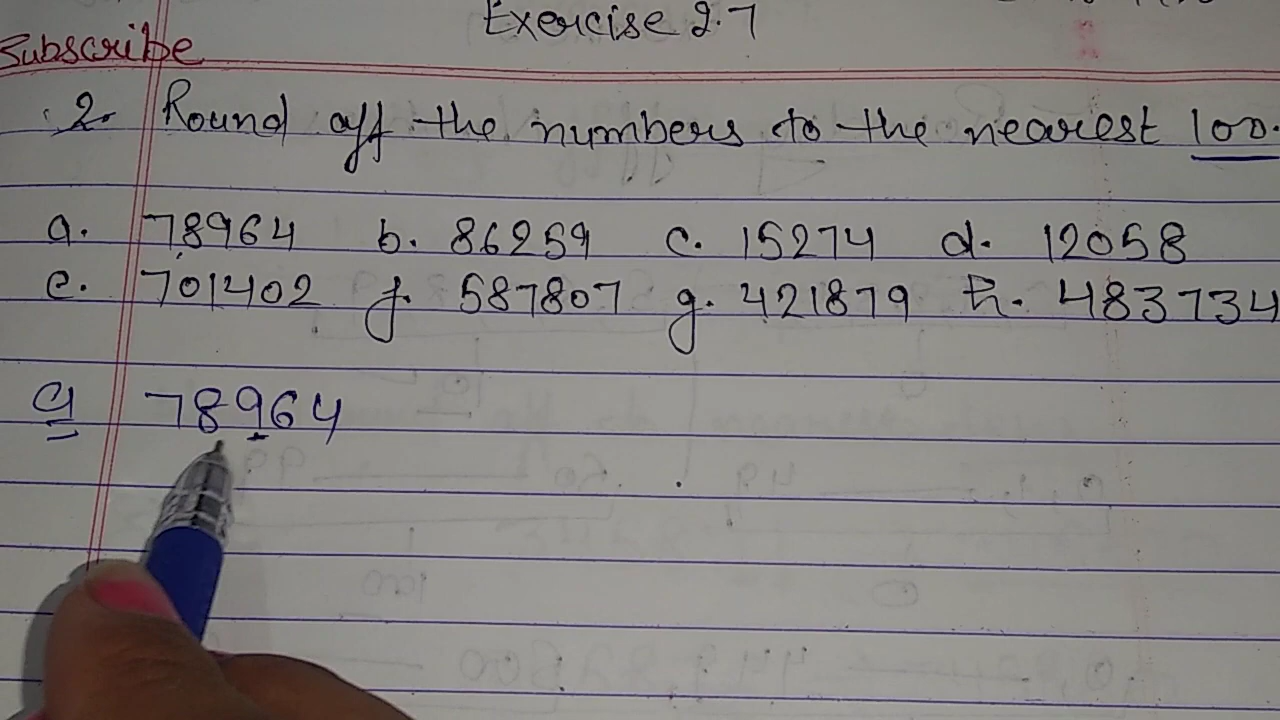 Exercise 2.7
Subscribe
2. Round off the numbers to the nearest 100.
a. 78964 b. 86259 c. 15274 d. 12058
e. 701402 f. 587807 g. 421879 h. 483734
a 78964